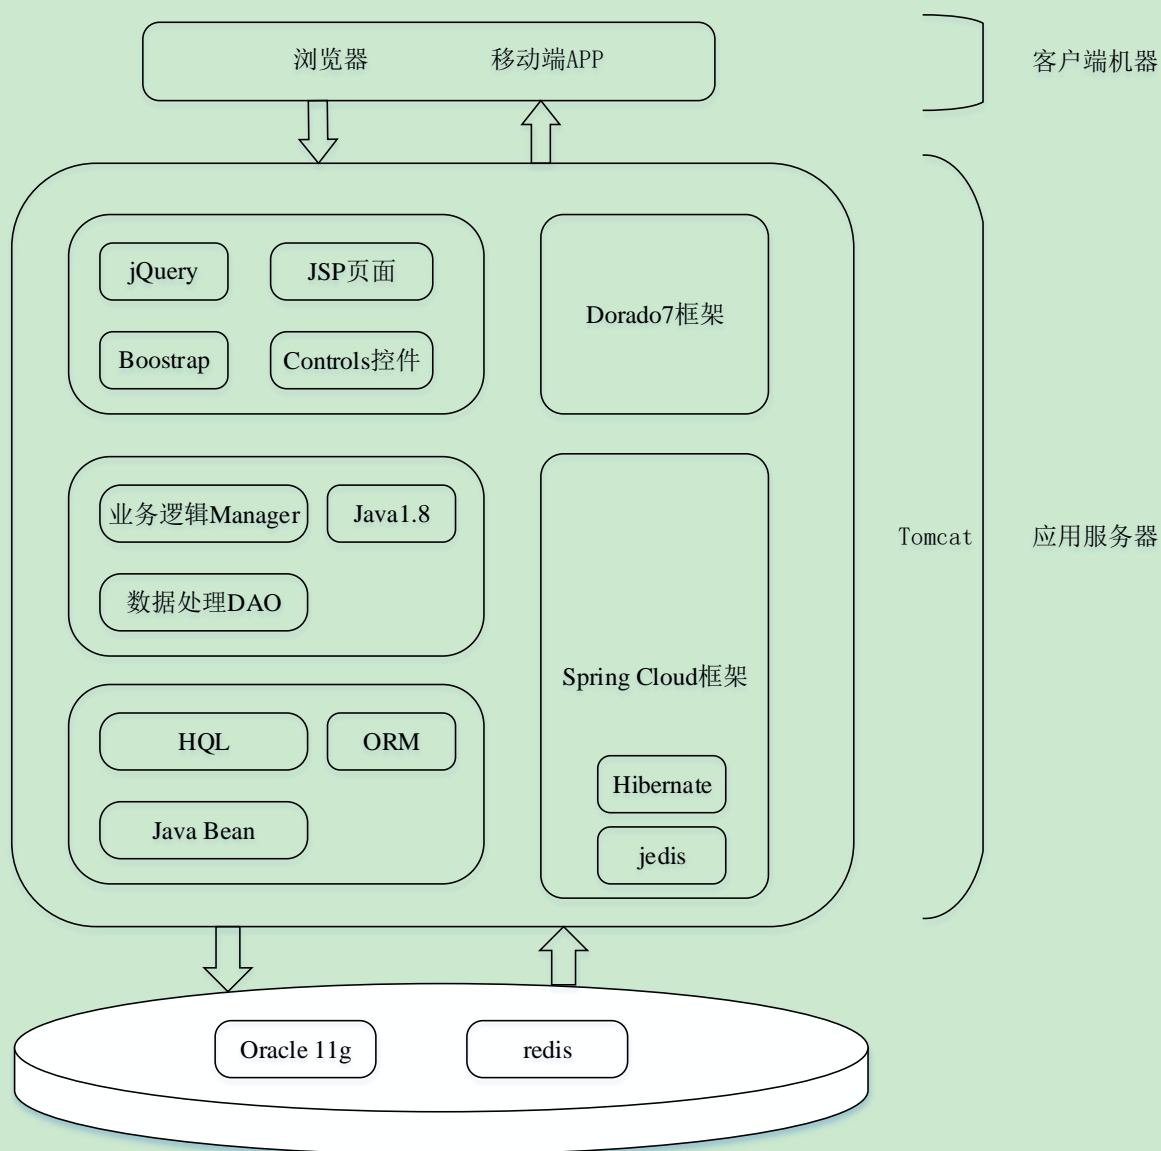 浏览器
移动端APP
客户端机器
jQuery
JSP页面
Boostrap
Controls控件
Dorado7框架
业务逻辑Manager
Java1.8
数据处理DAO
Tomcat
应用服务器
Spring Cloud框架
HQL
ORM
Java Bean
Hibernate
jedis
Oracle 11g
redis